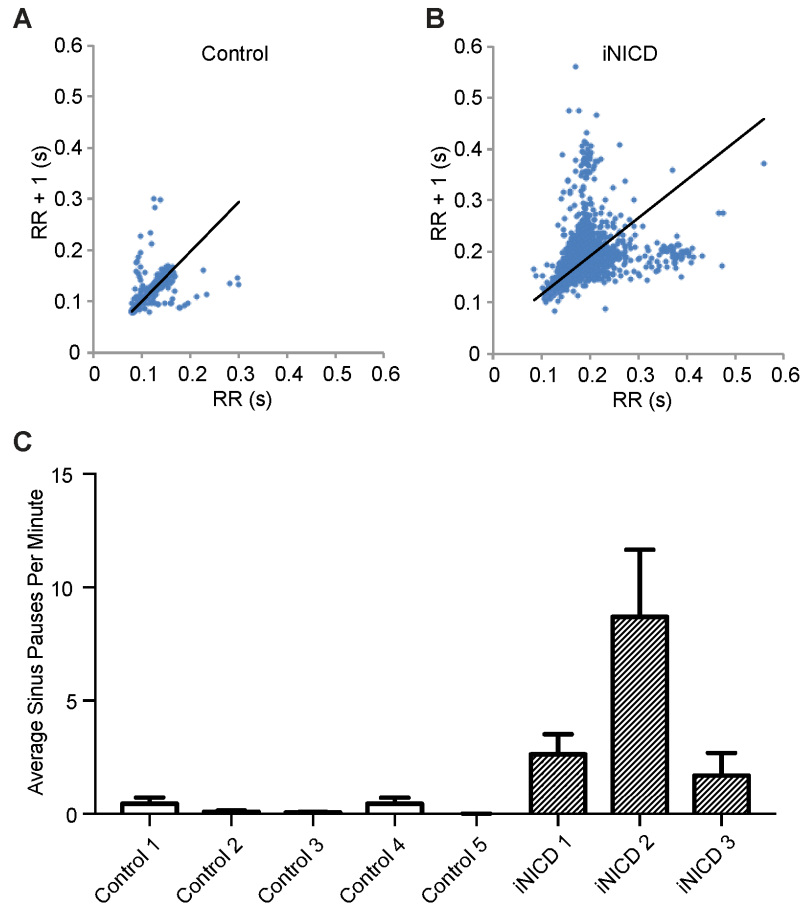 A
Control
0.6
0.5
0.4
0.3
0.2
0.1
0
RR + 1 (s)
0 0.1 0.2 0.3 0.4 0.5 0.6
RR (s)
B
iNICD
0.6
0.5
0.4
0.3
0.2
0.1
0
RR + 1 (s)
0 0.1 0.2 0.3 0.4 0.5 0.6
RR (s)
C
15
10
5
0
Average Sinus Pauses Per Minute
Control 1
Control 2
Control 3
Control 4
Control 5
iNICD 1
iNICD 2
iNICD 3